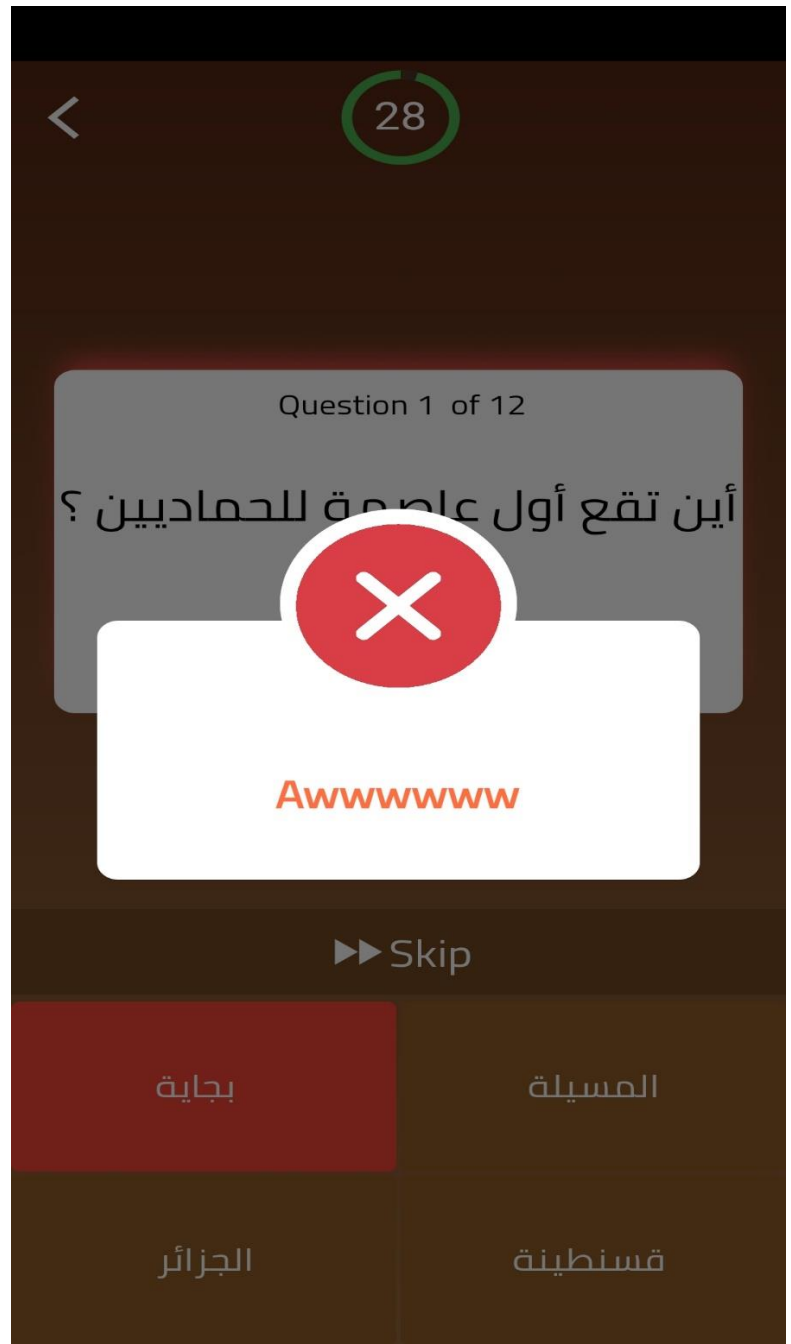 28
Question 1 of 12
أين تقع أول عاصمة للحماديين ؟
Awwwwww
Skip
بجاية
المسيلة
الجزائر
قسنطينة